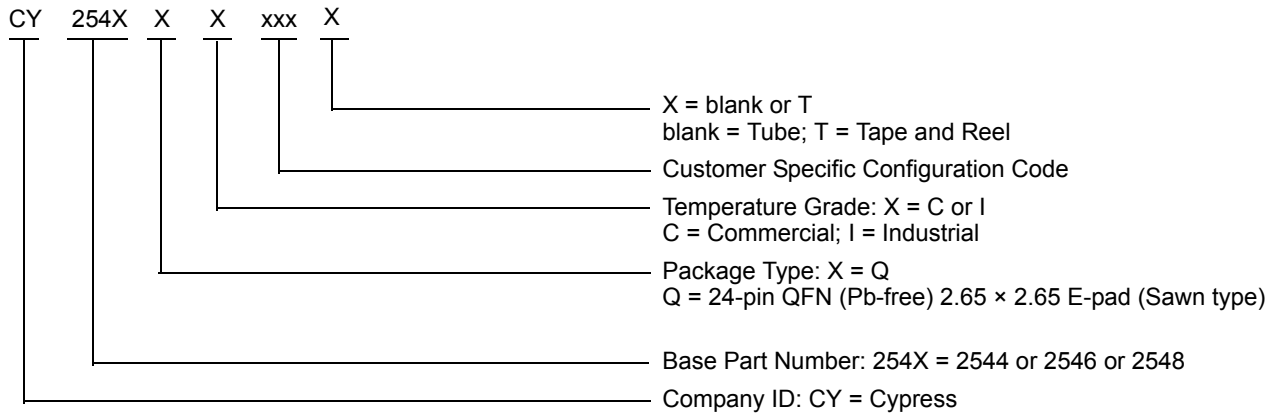 CY 254X X X xxx X
X = blank or T
blank = Tube; T = Tape and Reel
Customer Specific Configuration Code
Temperature Grade: X = C or I
C = Commercial; I = Industrial
Package Type: X = Q
Q = 24-pin QFN (Pb-free) 2.65 × 2.65 E-pad (Sawn type)
Base Part Number: 254X = 2544 or 2546 or 2548
Company ID: CY = Cypress